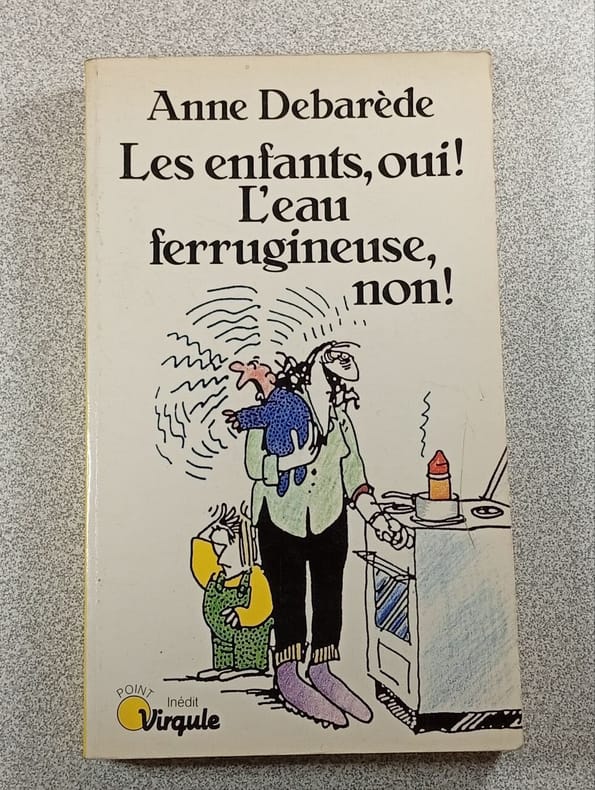 Anne Debarède
Les enfants, oui!
L'eau
ferrugineuse,
non!
POINT
Inédit
Virgule